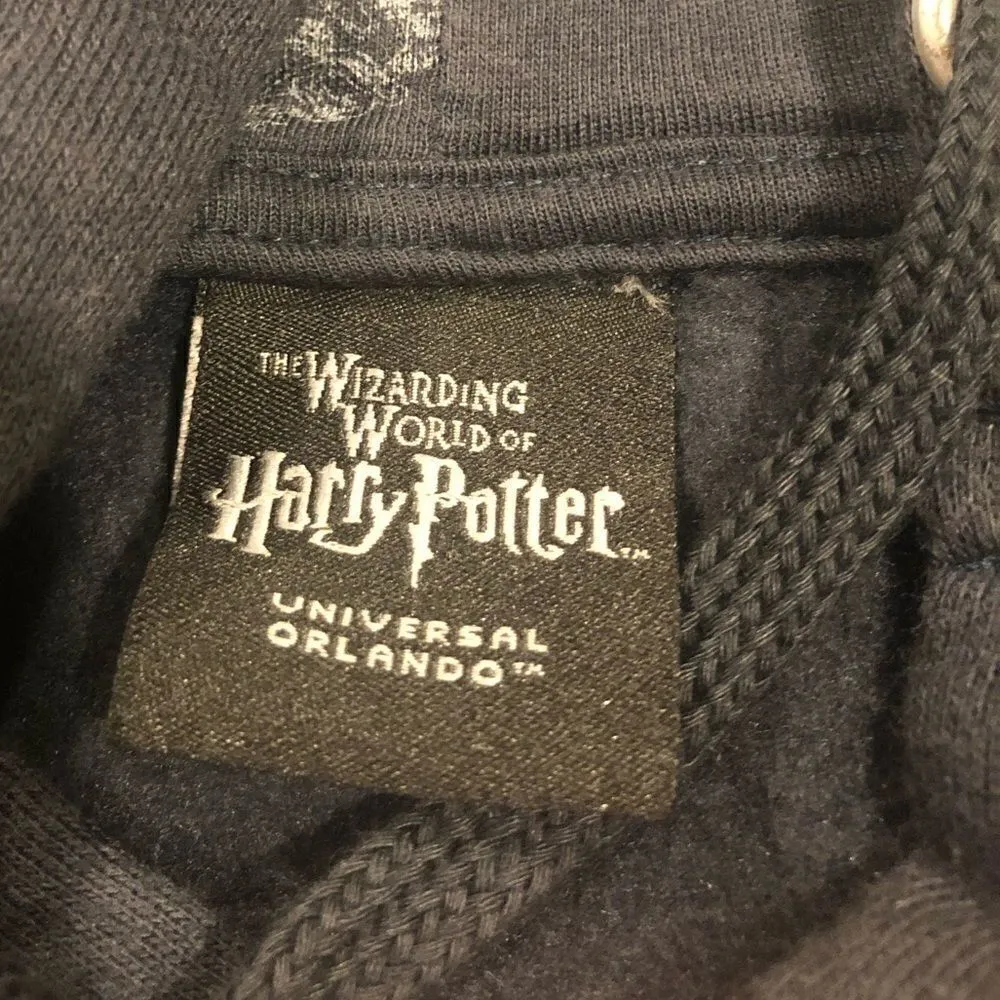 THE WIZARDING
WORLD OF
Harry Potter™
UNIVERSAL
ORLANDO™